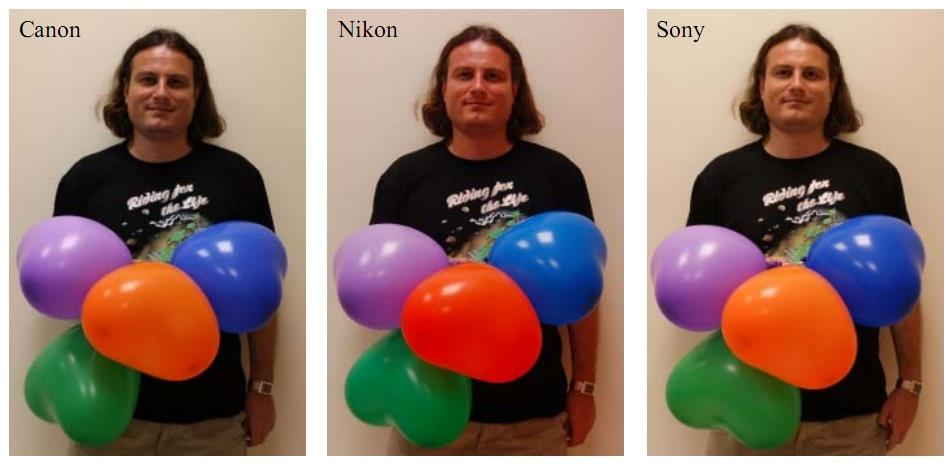 Canon
Nikon
Sony
Riding for
the Life
Riding for
the Life
Riding for
the Life